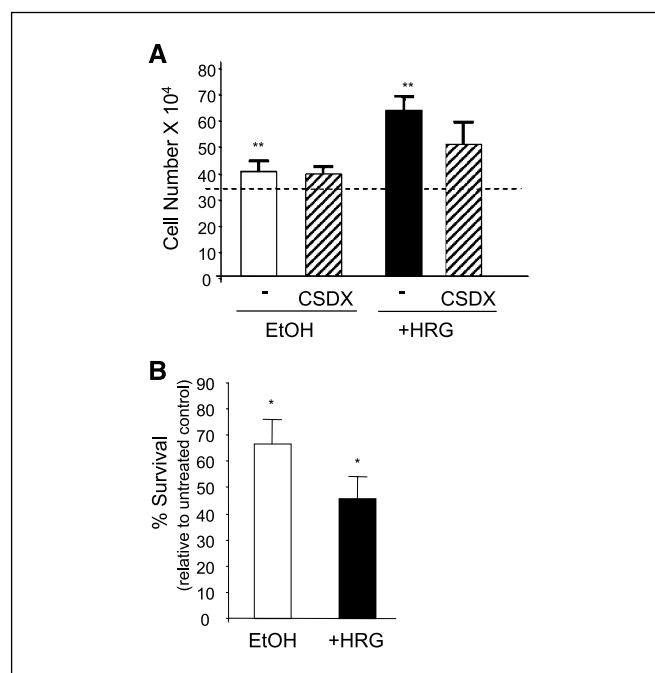 A
Cell Number X 10⁴
80
70
60
50
40
30
20
10
0
**
**
- CSDX - CSDX
EtOH +HRG
B
% Survival
(relative to untreated control)
90
80
70
60
50
40
30
20
10
0
*
*
EtOH +HRG